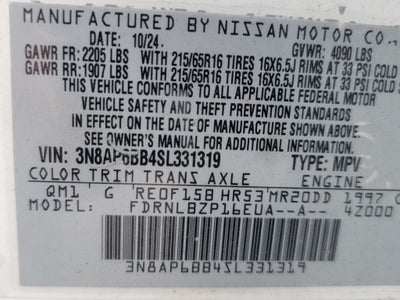 MANUFACTURED BY NISSAN MOTOR CO.,
10/24. GVWR: 4090 LBS
GAWR FR: 2205 LBS WITH 215/65R16 TIRES 16X6.5J RIMS AT 33 PSI COLD
GAWR RR: 1907 LBS WITH 215/65R16 TIRES 16X6.5J RIMS AT 33 PSI COLD
THIS VEHICLE CONFORMS TO ALL APPLICABLE FEDERAL MOTOR
VEHICLE SAFETY, BUMPER, AND THEFT PREVENTION STANDARDS
IN EFFECT ON THE DATE OF MANUFACTURE SHOWN ABOVE.
SEE OWNER'S MANUAL FOR ADDITIONAL INFORMATION.
VIN: 3N8AP6BB4SL331319 TYPE: MPV
COLOR TRIM TRANS AXLE ENGINE
QM1 G RE0F15B HR53 MR20DD 1997 C
MODEL: FDRNLBZP16EUA--A-- 4Z000
3N8AP6BB4SL331319